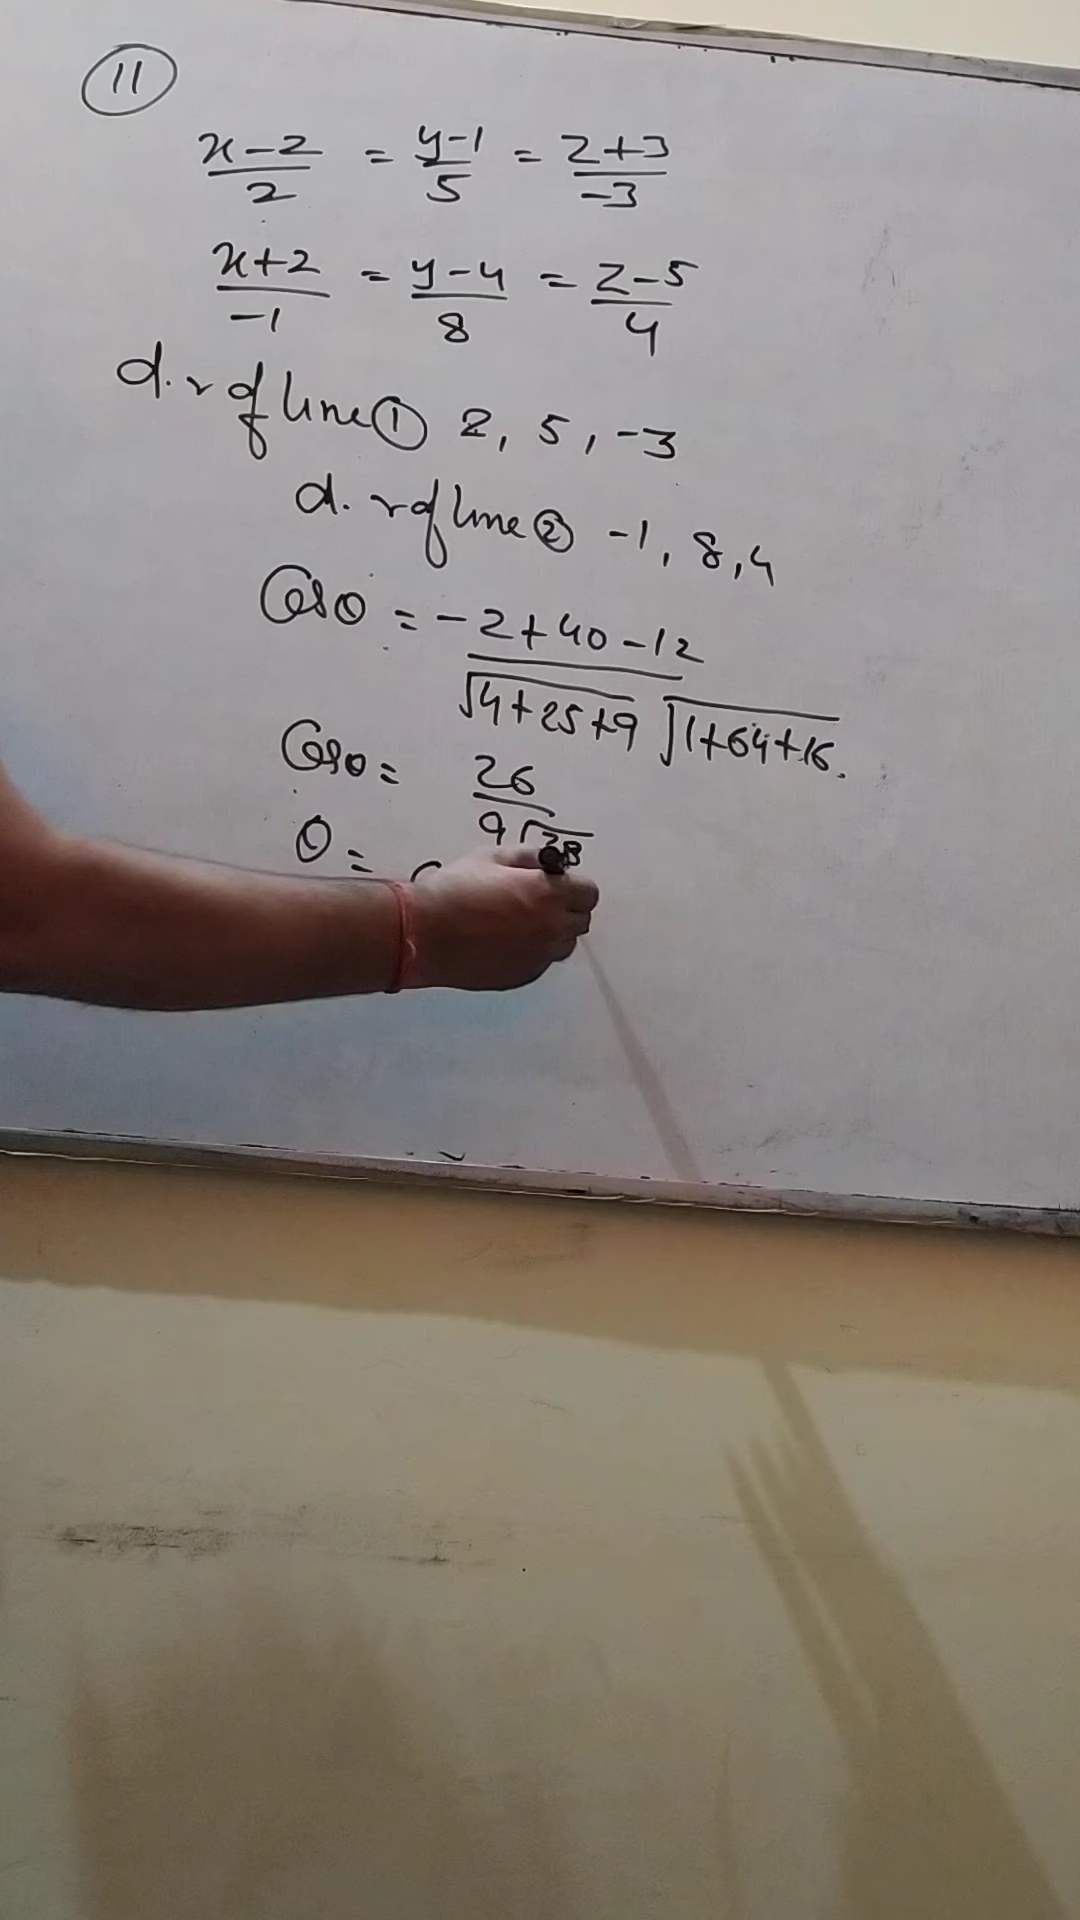 11
x-2/2 = y-1/5 = z+3/-3
x+2/-1 = y-4/8 = z-5/4
d.r of line ① 2, 5, -3
d.r of line ② -1, 8, 4
Cosθ = -2+40-12/√4+25+9 √1+64+16.
Cosθ = 26/9√38
θ =